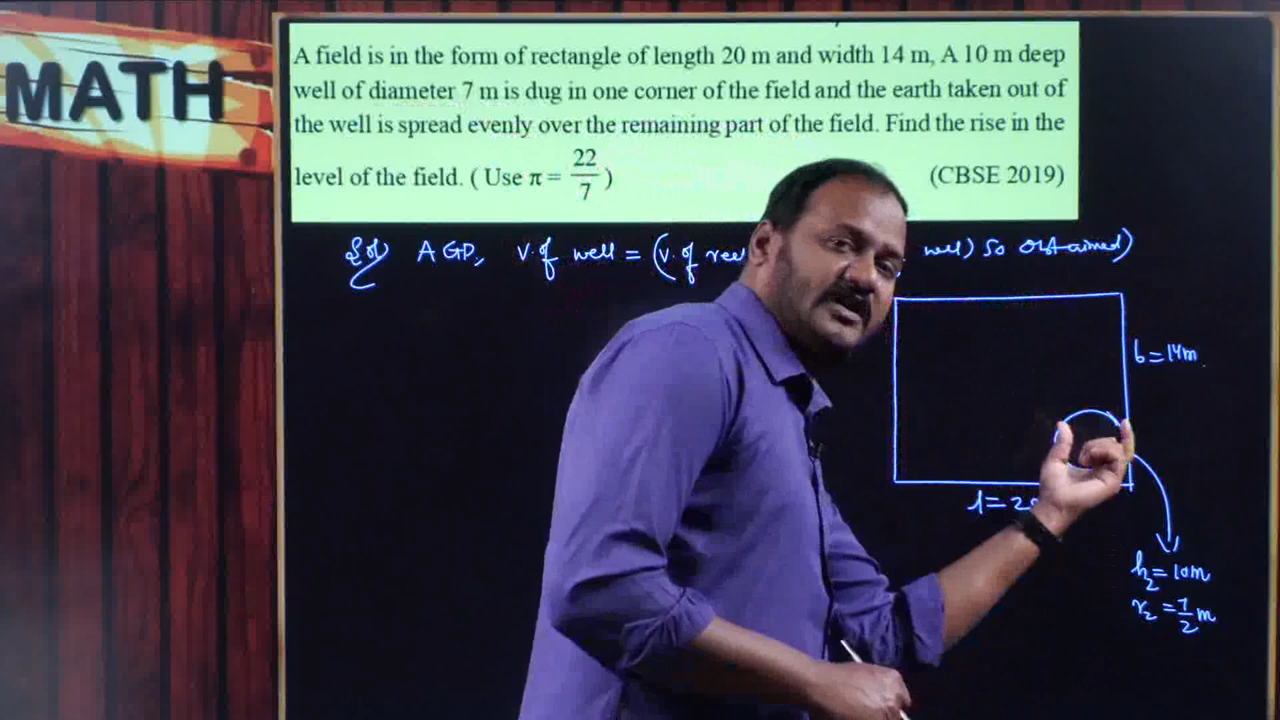 MATH
A field is in the form of rectangle of length 20 m and width 14 m, A 10 m deep
well of diameter 7 m is dug in one corner of the field and the earth taken out of
the well is spread evenly over the remaining part of the field. Find the rise in the
level of the field. ( Use π = 22/7 ) (CBSE 2019)
Sol AGD, V. of well = (V. of well) so obtained)
b = 14m
h₂ = 10m
r₂ = 7/2 m